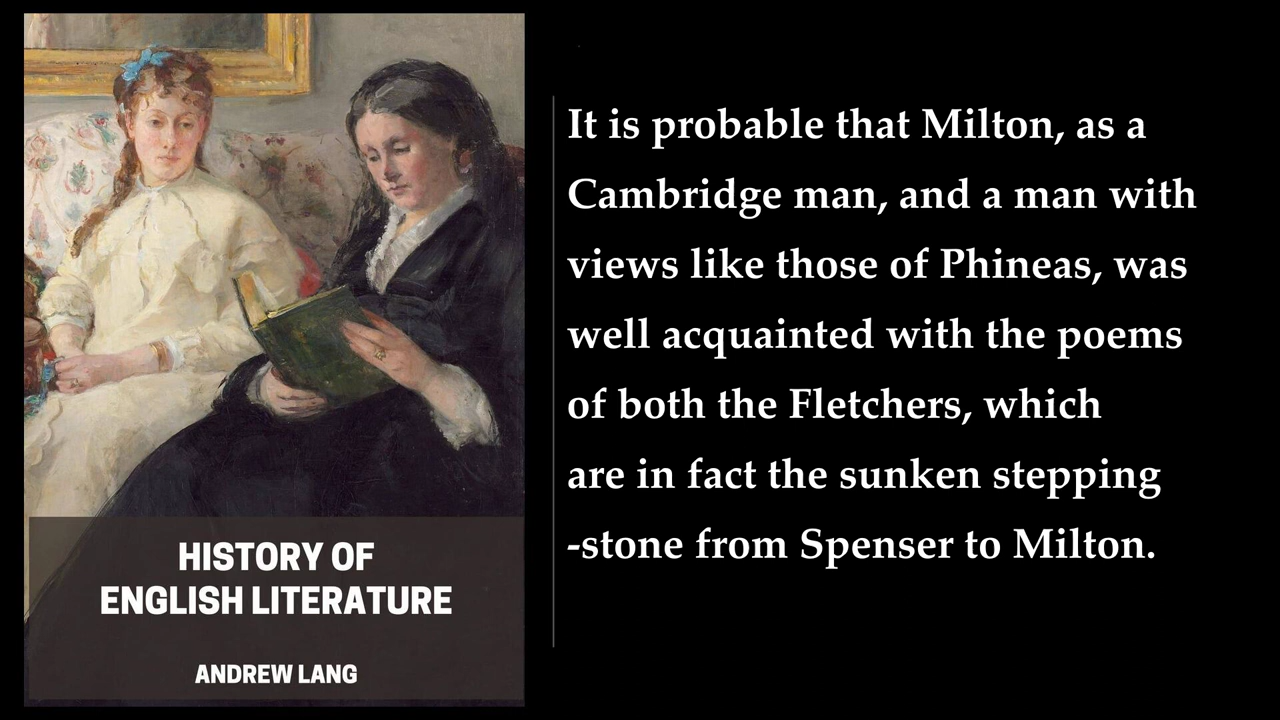 HISTORY OF
ENGLISH LITERATURE
ANDREW LANG
It is probable that Milton, as a
Cambridge man, and a man with
views like those of Phineas, was
well acquainted with the poems
of both the Fletchers, which
are in fact the sunken stepping
-stone from Spenser to Milton.